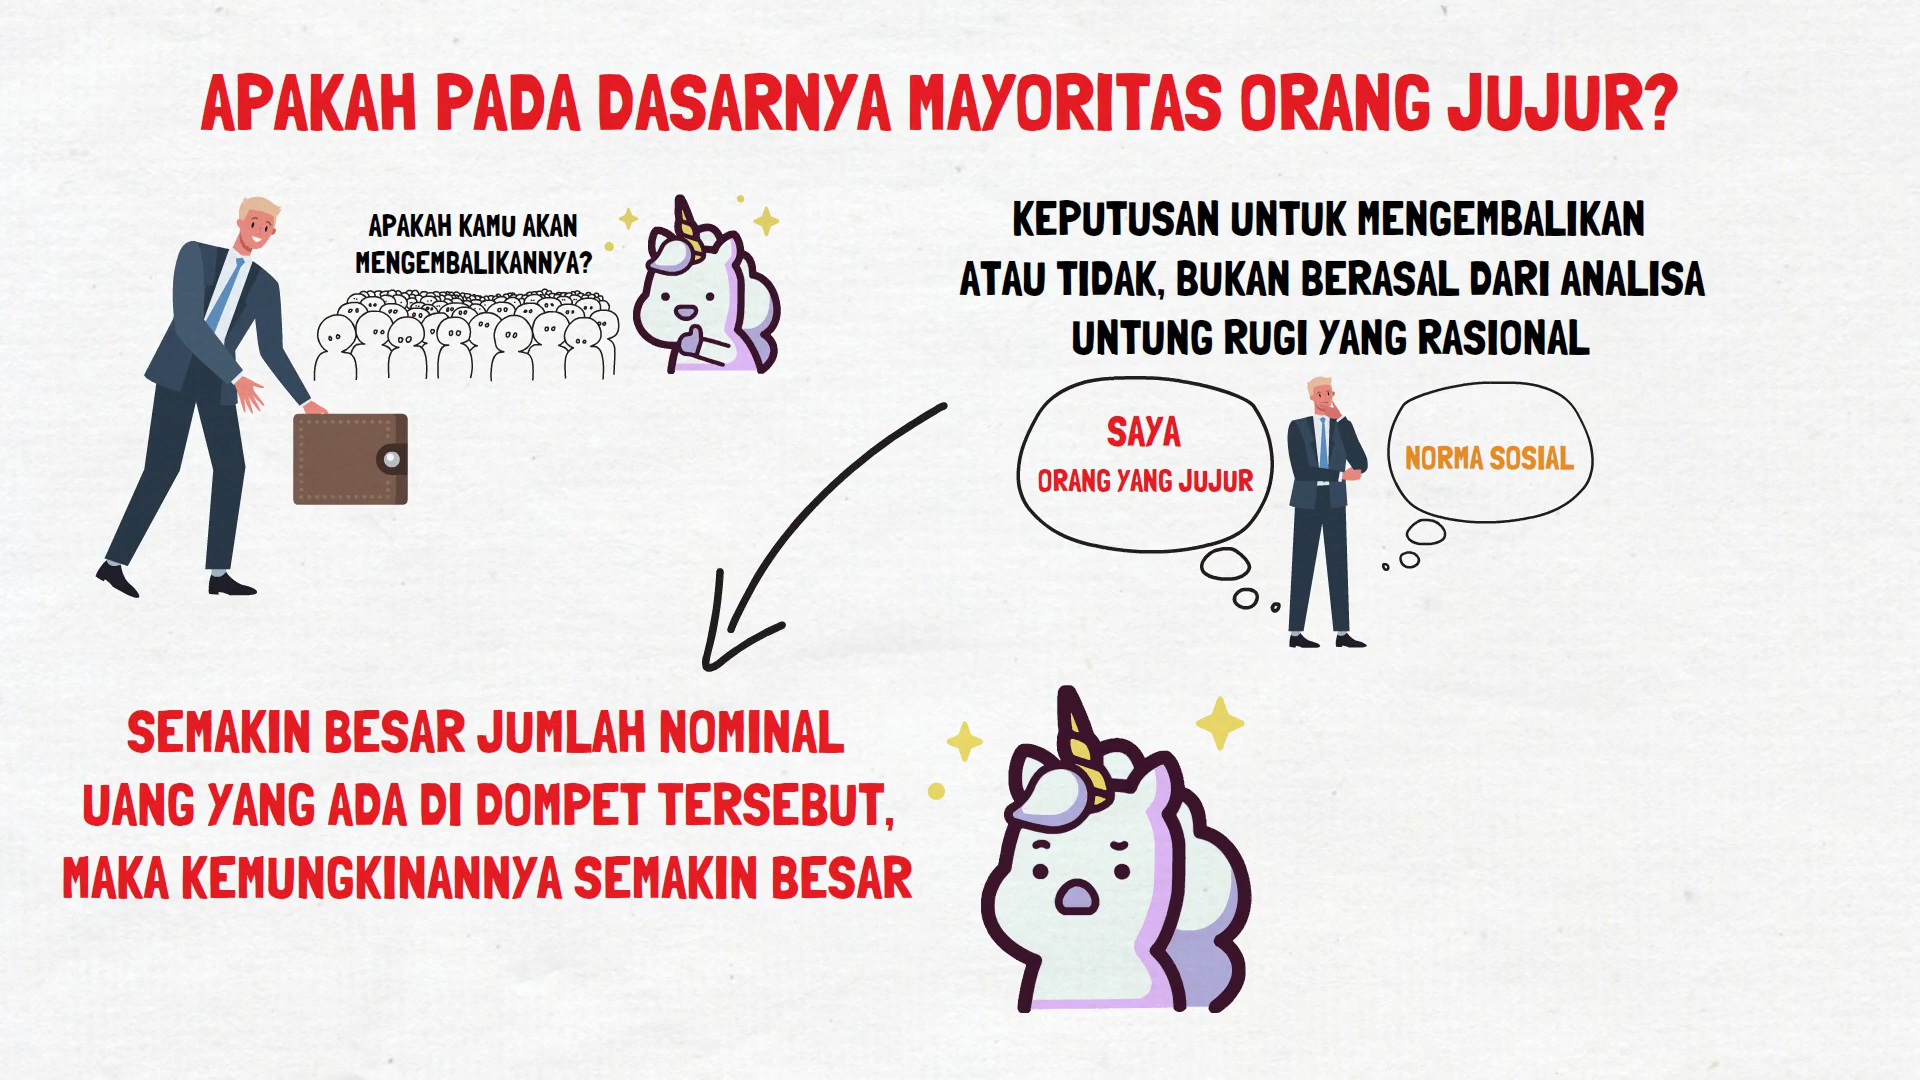 APAKAH PADA DASARNYA MAYORITAS ORANG JUJUR?
APAKAH KAMU AKAN
MENGEMBALIKANNYA?
KEPUTUSAN UNTUK MENGEMBALIKAN
ATAU TIDAK, BUKAN BERASAL DARI ANALISA
UNTUNG RUGI YANG RASIONAL
SAYA
ORANG YANG JUJUR
NORMA SOSIAL
SEMAKIN BESAR JUMLAH NOMINAL
UANG YANG ADA DI DOMPET TERSEBUT,
MAKA KEMUNGKINANNYA SEMAKIN BESAR